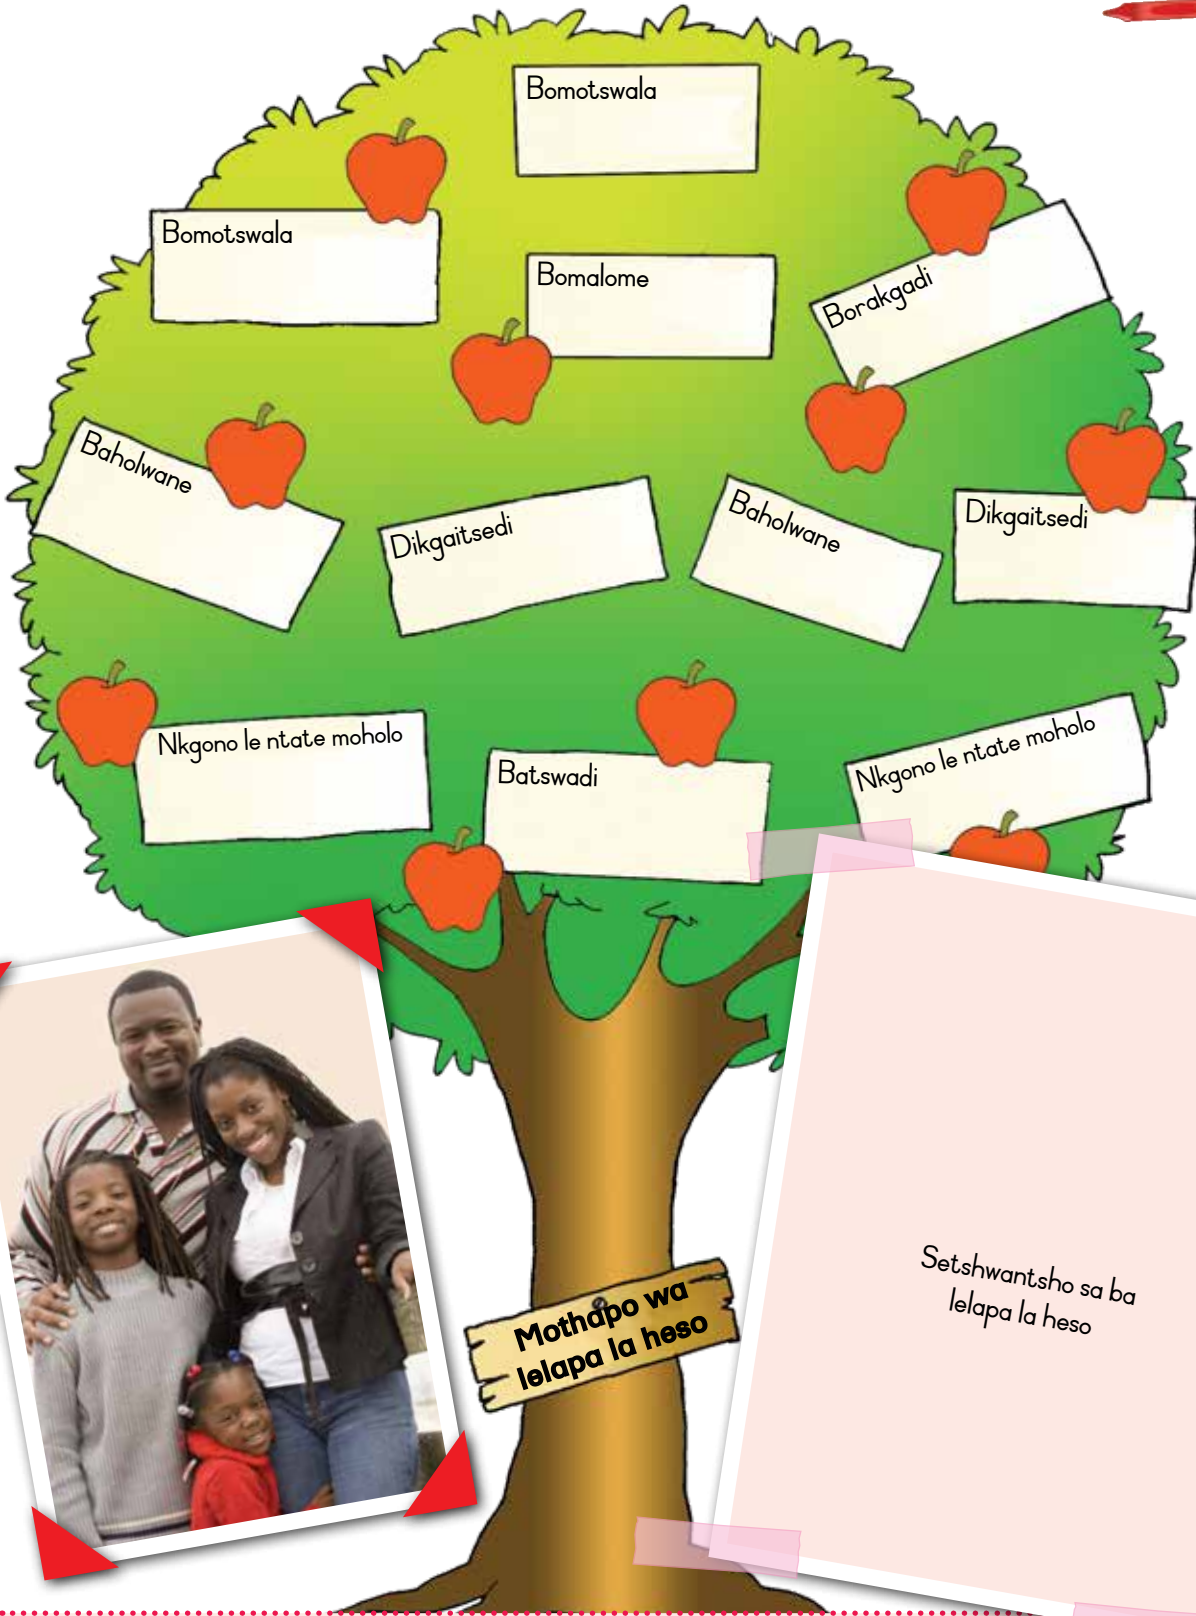 Bomotswala
Bomotswala
Bomalome
Borakgadi
Baholwane
Dikgaitsedi
Baholwane
Dikgaitsedi
Nkgono le ntate moholo
Batswadi
Nkgono le ntate moholo
Mothapo wa
lelapa la heso
Setshwantsho sa ba
lelapa la heso